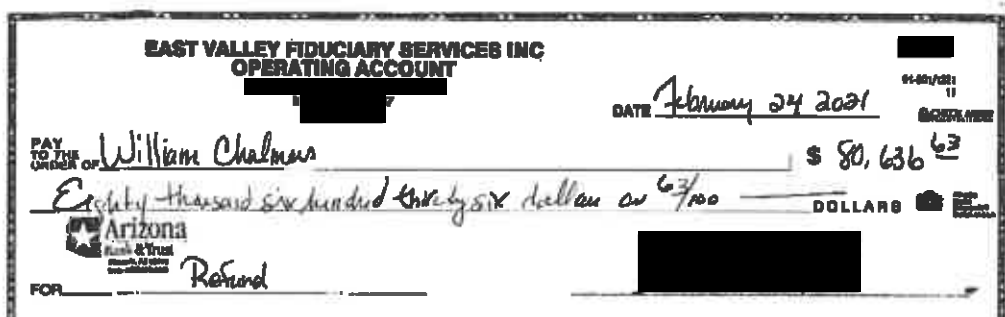 EAST VALLEY FIDUCIARY SERVICES INC
OPERATING ACCOUNT
DATE February 24 2021
PAY TO THE ORDER OF William Chalmers $ 80,636 63
Eighty thousand six hundred thirty six dollars 63/100 DOLLARS
Arizona
Bank & Trust
FOR Refund